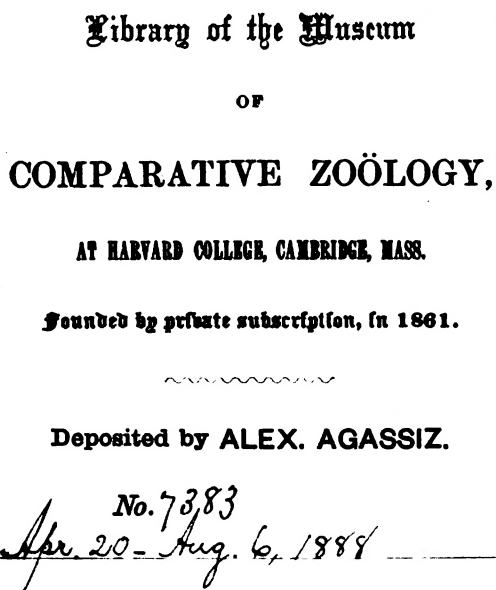 Library of the Museum
OF
COMPARATIVE ZOÖLOGY,
AT HARVARD COLLEGE, CAMBRIDGE, MASS.
Founded by private subscription, in 1861.
Deposited by ALEX. AGASSIZ.
No. 7383
Apr. 20 - Aug. 6, 1888